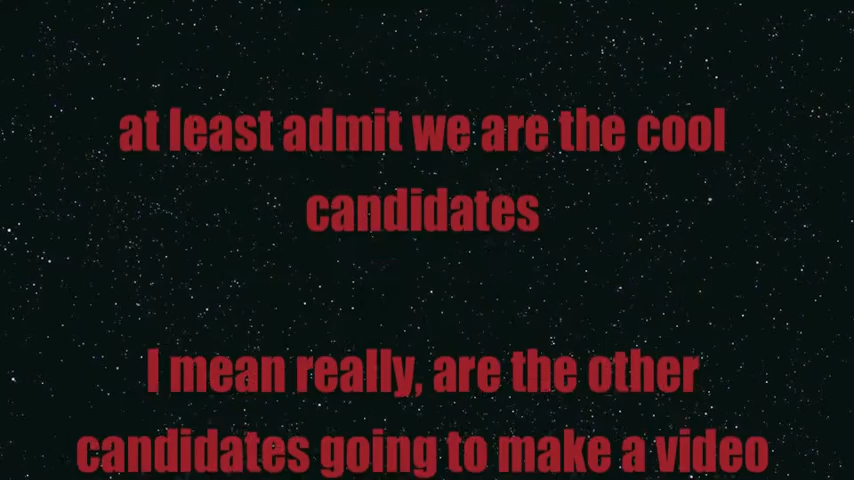 at least admit we are the cool
candidates
I mean really, are the other
candidates going to make a video